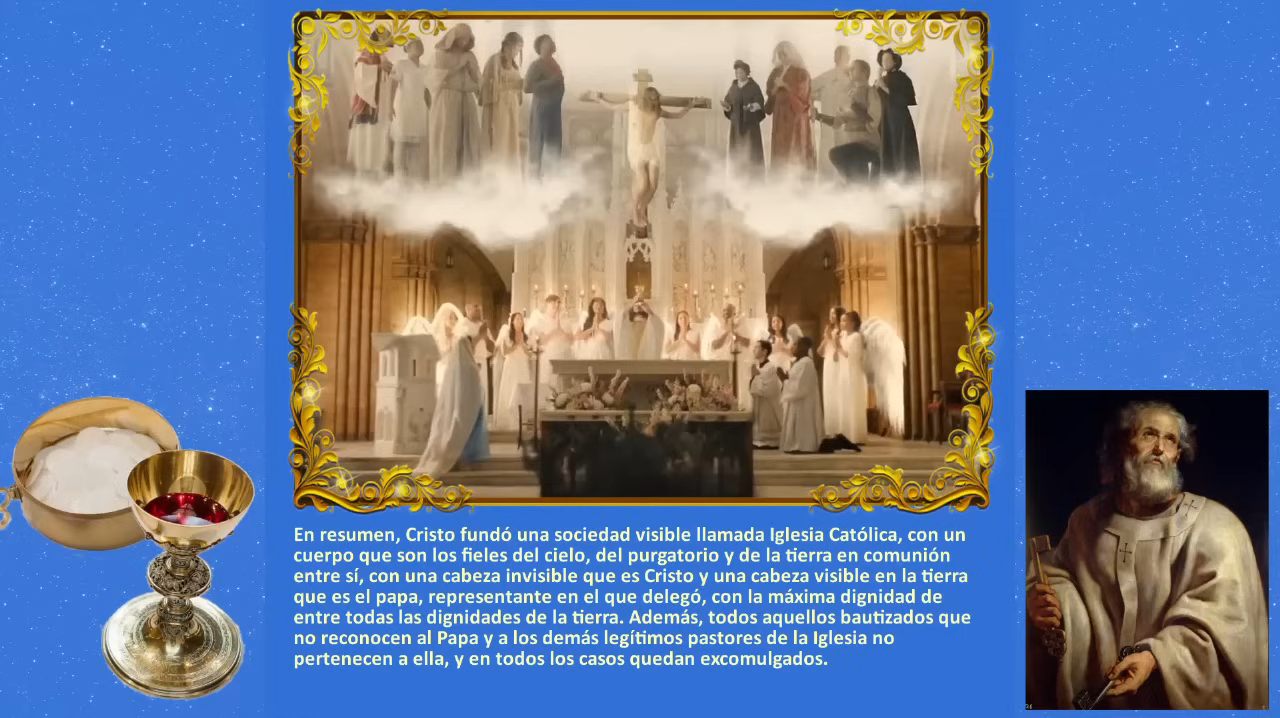 En resumen, Cristo fundó una sociedad visible llamada Iglesia Católica, con un
cuerpo que son los fieles del cielo, del purgatorio y de la tierra en comunión
entre sí, con una cabeza invisible que es Cristo y una cabeza visible en la tierra
que es el papa, representante en el que delegó, con la máxima dignidad de
entre todas las dignidades de la tierra. Además, todos aquellos bautizados que
no reconocen al Papa y a los demás legítimos pastores de la Iglesia no
pertenecen a ella, y en todos los casos quedan excomulgados.